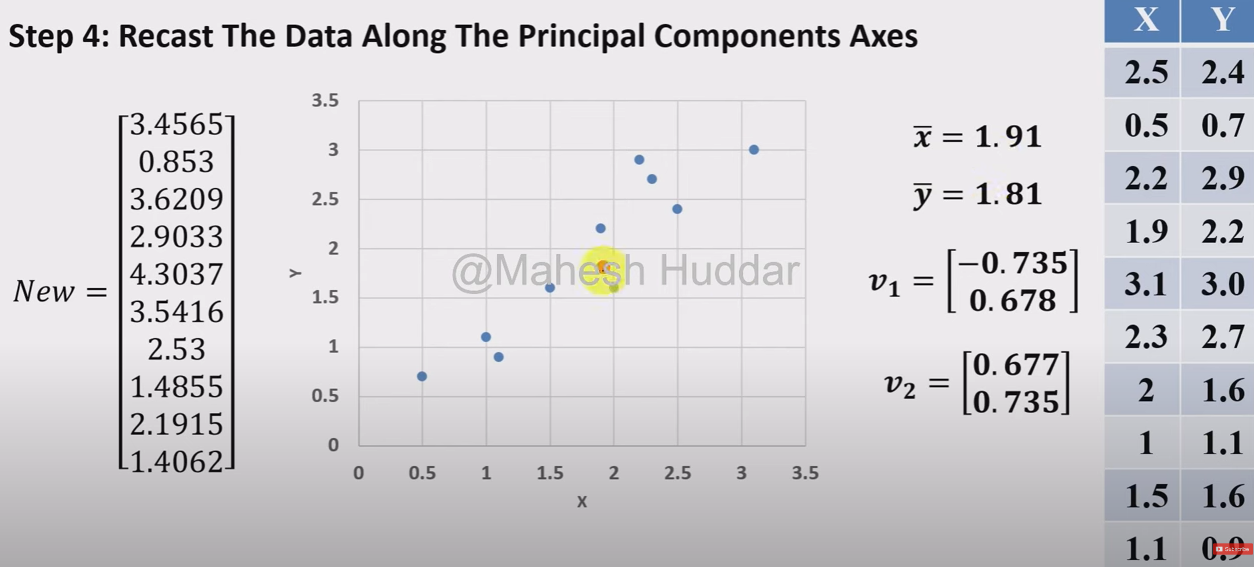 Step 4: Recast The Data Along The Principal Components Axes
New =
3.4565
0.853
3.6209
2.9033
4.3037
3.5416
2.53
1.4855
2.1915
1.4062
3.5
3
2.5
2
1.5
1
0.5
0
Y
0 0.5 1 1.5 2 2.5 3 3.5
X
@Mahesh Huddar
x̅ = 1.91
y̅ = 1.81
v₁ = [−0.735
0.678]
v₂ = [0.677
0.735]
X Y
2.5 2.4
0.5 0.7
2.2 2.9
1.9 2.2
3.1 3.0
2.3 2.7
2 1.6
1 1.1
1.5 1.6
1.1 0.9
Subscribe